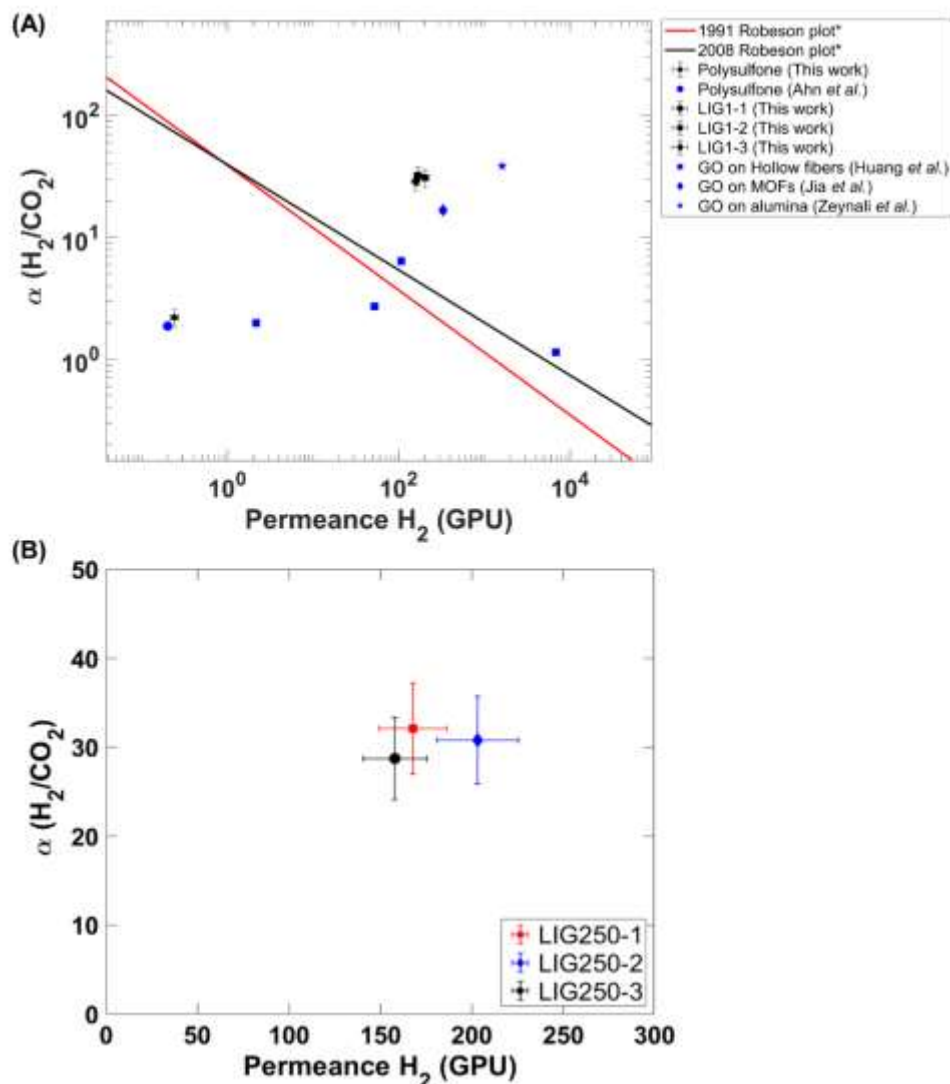 (A)
α (H₂/CO₂)
10²
10¹
10⁰
10⁰
10²
10⁴
Permeance H₂ (GPU)
1991 Robeson plot*
2008 Robeson plot*
Polysulfone (This work)
Polysulfone (Ahn et al.)
LIG1-1 (This work)
LIG1-2 (This work)
LIG1-3 (This work)
GO on Hollow fibers (Huang et al.)
GO on MOFs (Jia et al.)
GO on alumina (Zeynali et al.)
(B)
α (H₂/CO₂)
50
40
30
20
10
0
0
50
100
150
200
250
300
Permeance H₂ (GPU)
LIG250-1
LIG250-2
LIG250-3